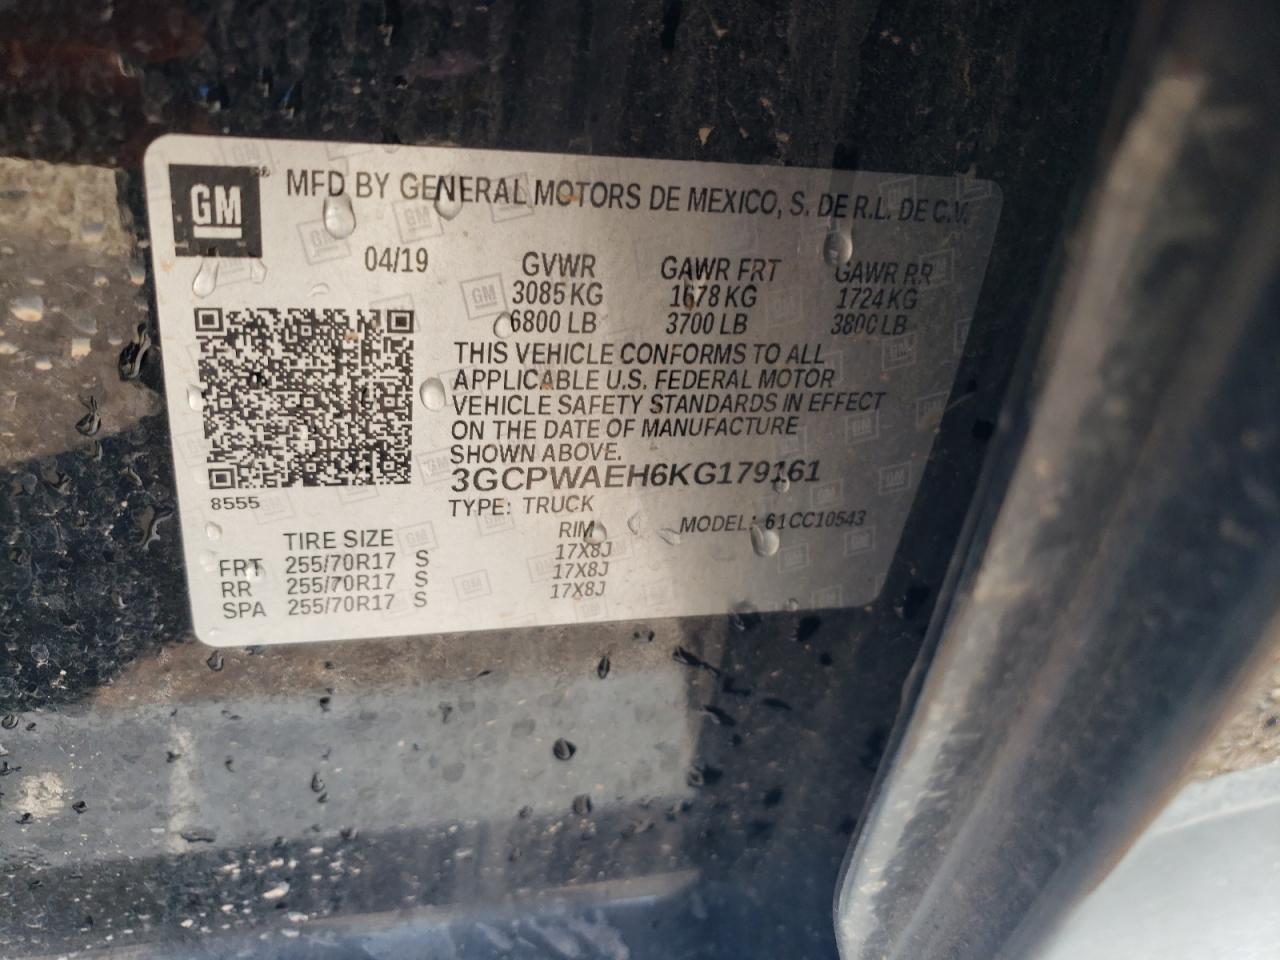 GM
MFD BY GENERAL MOTORS DE MEXICO, S. DE R.L. DE C.V.
04/19 GVWR GAWR FRT GAWR RR
3085 KG 1678 KG 1724 KG
6800 LB 3700 LB 3800 LB
THIS VEHICLE CONFORMS TO ALL
APPLICABLE U.S. FEDERAL MOTOR
VEHICLE SAFETY STANDARDS IN EFFECT
ON THE DATE OF MANUFACTURE
SHOWN ABOVE.
3GCPWAEH6KG179161
8555
TYPE: TRUCK MODEL: 61CC10543
TIRE SIZE RIM
FRT 255/70R17 S 17X8J
RR 255/70R17 S 17X8J
SPA 255/70R17 S 17X8J